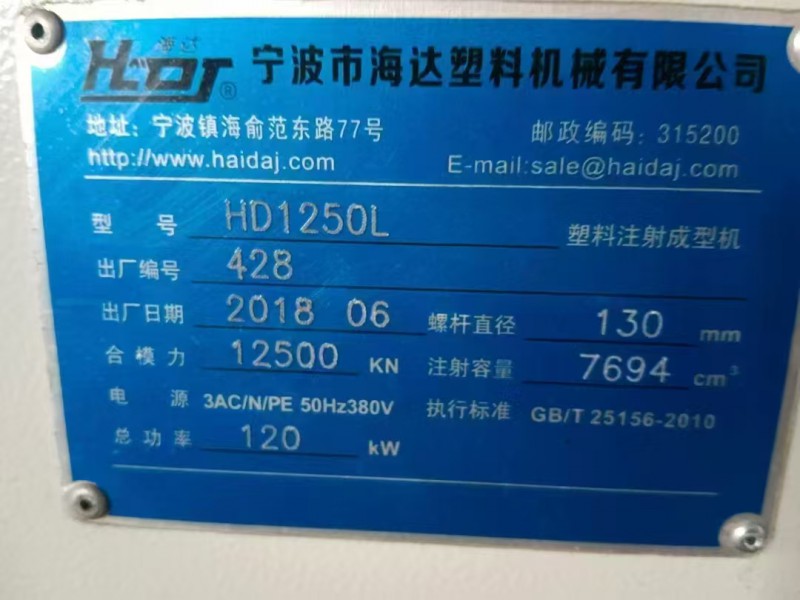 海达
HDJ® 宁波市海达塑料机械有限公司
地址: 宁波镇海俞范东路77号 邮政编码: 315200
http://www.haidaj.com E-mail:sale@haidaj.com
型 号 HD1250L 塑料注射成型机
出厂编号 428
出厂日期 2018 06 螺杆直径 130 mm
合模力 12500 KN 注射容量 7694 cm³
电 源 3AC/N/PE 50Hz380V 执行标准 GB/T 25156-2010
总功率 120 kW